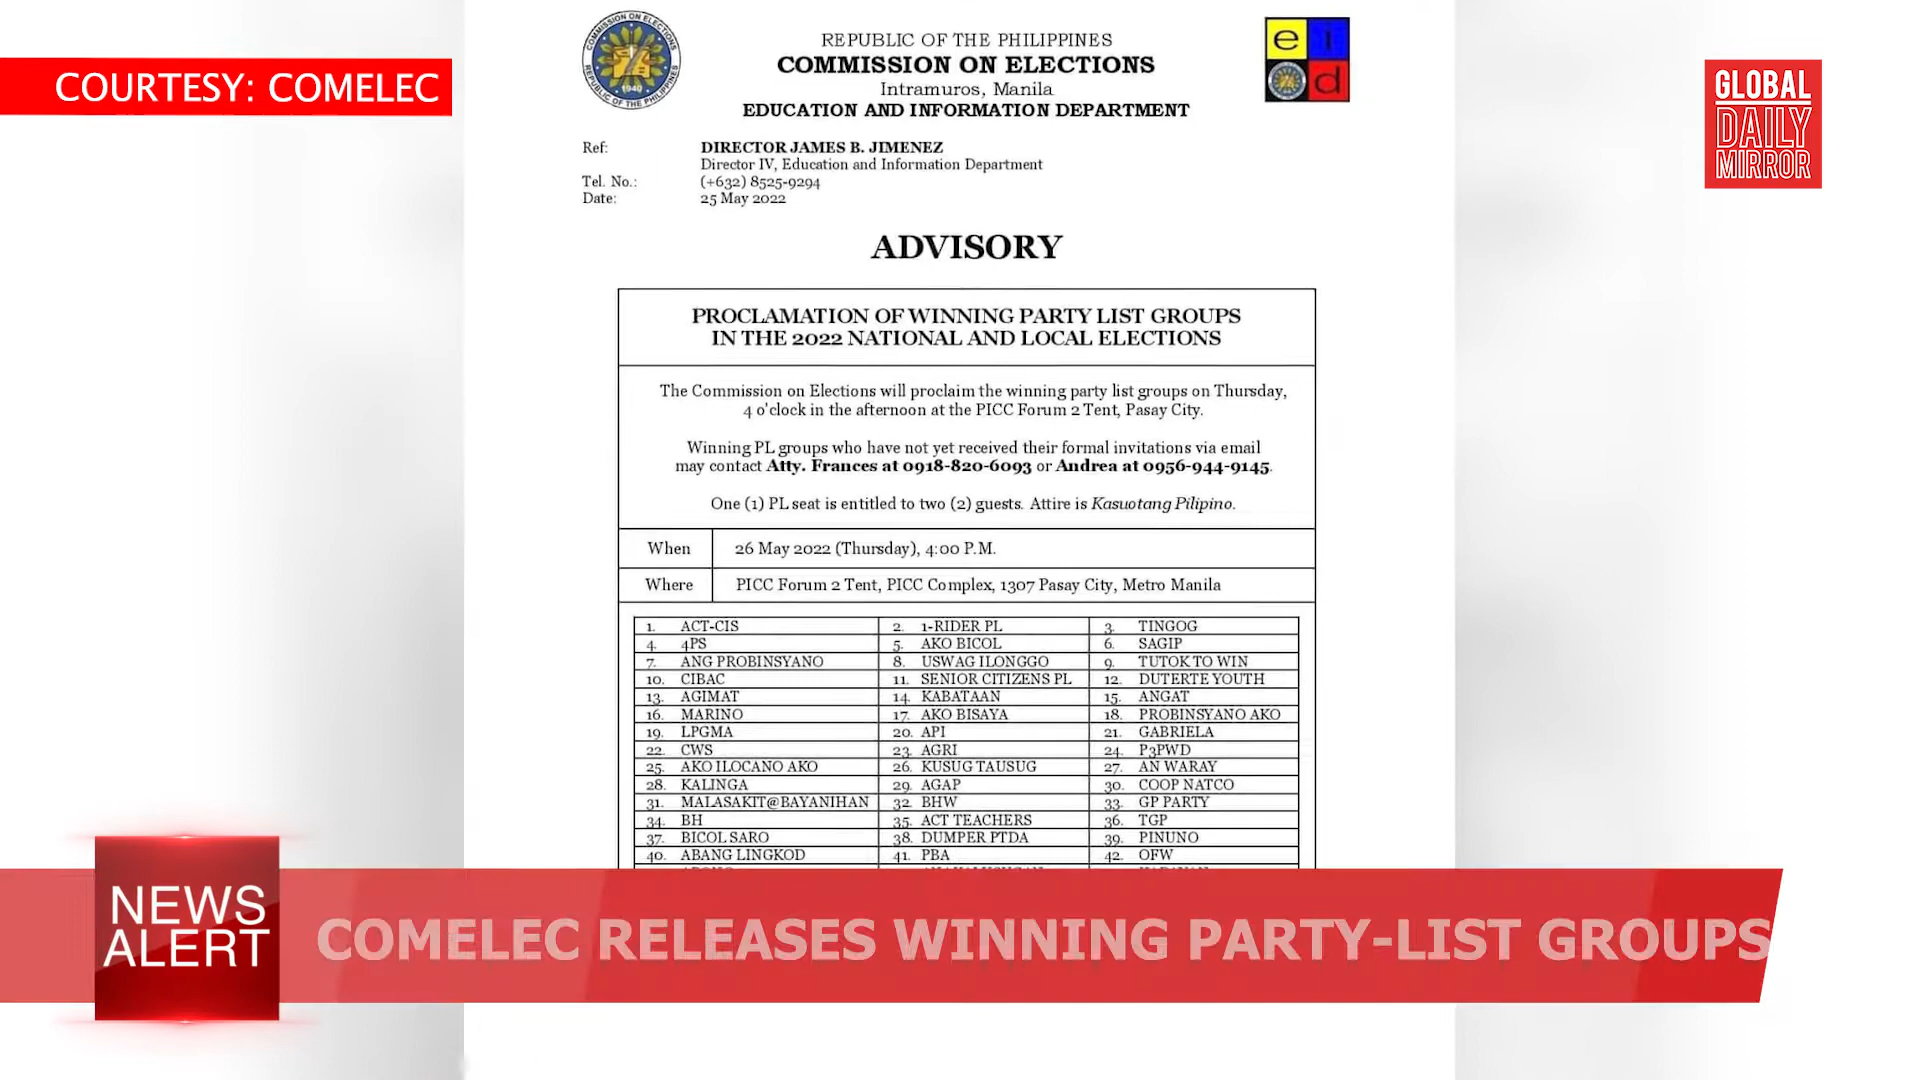 COURTESY: COMELEC
GLOBAL
DAILY
MIRROR
COMMISSION ON ELECTIONS
REPUBLIC OF THE PHILIPPINES
1940
e i
d
REPUBLIC OF THE PHILIPPINES
COMMISSION ON ELECTIONS
Intramuros, Manila
EDUCATION AND INFORMATION DEPARTMENT
Ref: DIRECTOR JAMES B. JIMENEZ
Director IV, Education and Information Department
Tel. No.: (+632) 8525-9294
Date: 25 May 2022
ADVISORY
PROCLAMATION OF WINNING PARTY LIST GROUPS
IN THE 2022 NATIONAL AND LOCAL ELECTIONS
The Commission on Elections will proclaim the winning party list groups on Thursday,
4 o'clock in the afternoon at the PICC Forum 2 Tent, Pasay City.
Winning PL groups who have not yet received their formal invitations via email
may contact Atty. Frances at 0918-820-6093 or Andrea at 0956-944-9145.
One (1) PL seat is entitled to two (2) guests. Attire is Kasuotang Pilipino.
When 26 May 2022 (Thursday), 4:00 P.M.
Where PICC Forum 2 Tent, PICC Complex, 1307 Pasay City, Metro Manila
1. ACT-CIS 2. 1-RIDER PL 3. TINGOG
4. 4PS 5. AKO BICOL 6. SAGIP
7. ANG PROBINSYANO 8. USWAG ILONGGO 9. TUTOK TO WIN
10. CIBAC 11. SENIOR CITIZENS PL 12. DUTERTE YOUTH
13. AGIMAT 14. KABATAAN 15. ANGAT
16. MARINO 17. AKO BISAYA 18. PROBINSYANO AKO
19. LPGMA 20. API 21. GABRIELA
22. CWS 23. AGRI 24. P3PWD
25. AKO ILOCANO AKO 26. KUSUG TAUSUG 27. AN WARAY
28. KALINGA 29. AGAP 30. COOP NATCO
31. MALASAKIT@BAYANIHAN 32. BHW 33. GP PARTY
34. BH 35. ACT TEACHERS 36. TGP
37. BICOL SARO 38. DUMPER PTDA 39. PINUNO
40. ABANG LINGKOD 41. PBA 42. OFW
NEWS
ALERT
COMELEC RELEASES WINNING PARTY-LIST GROUPS